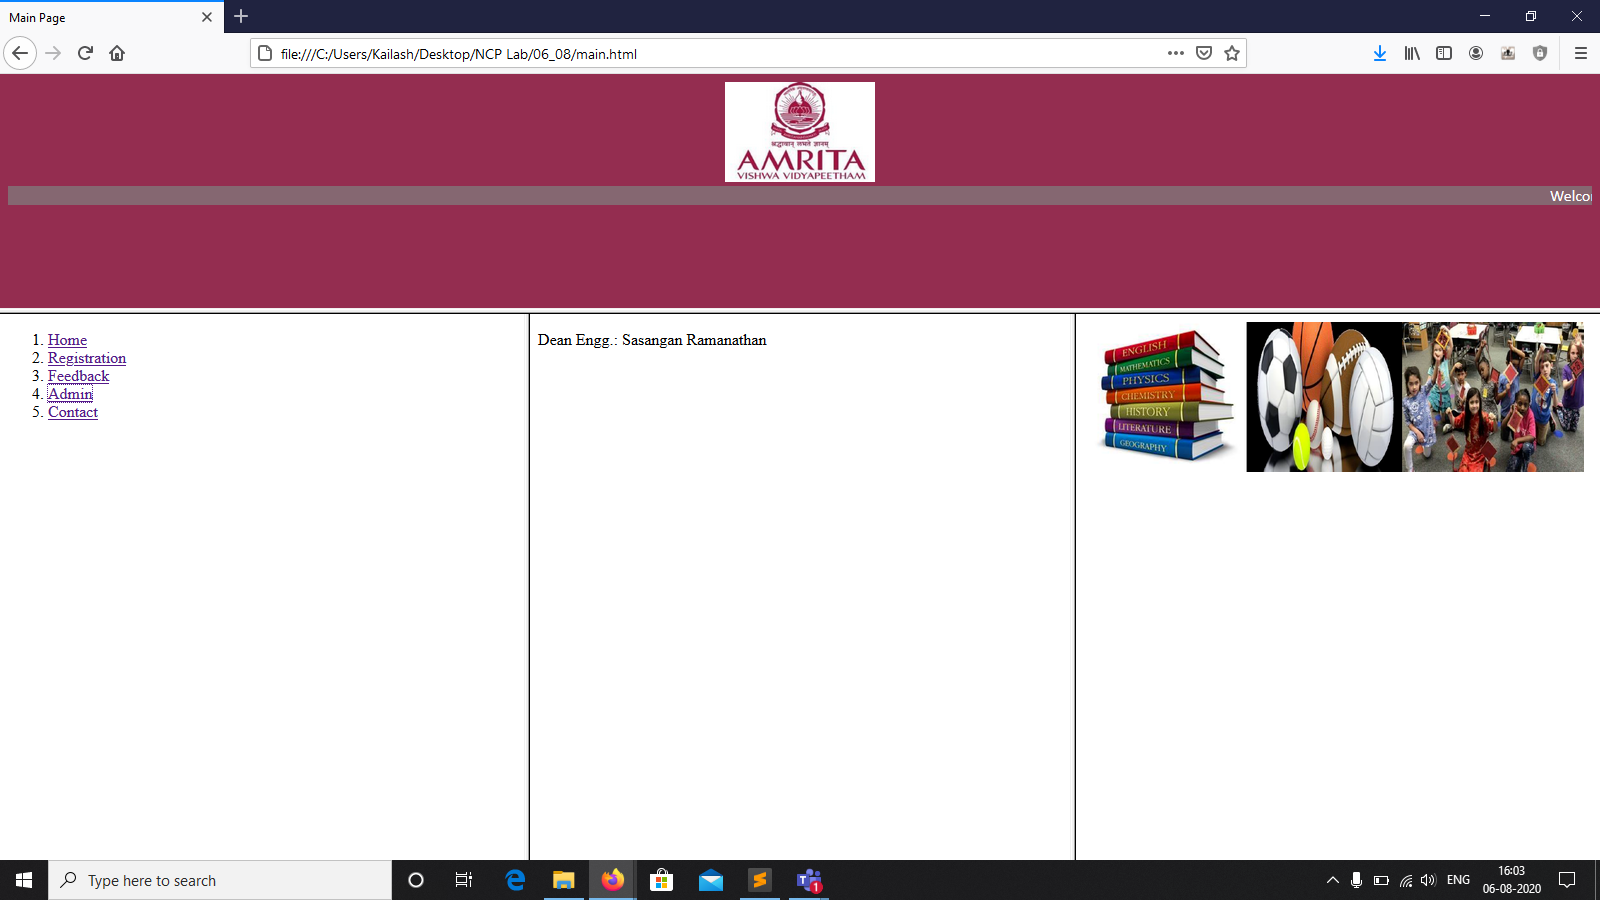 Main Page
file:///C:/Users/Kailash/Desktop/NCP Lab/06_08/main.html
श्रद्धावान् लभते ज्ञानम्
AMRITA
VISHWA VIDYAPEETHAM
Welco
1. Home
2. Registration
3. Feedback
4. Admin
5. Contact
Dean Engg.: Sasangan Ramanathan
ENGLISH
MATHEMATICS
PHYSICS
CHEMISTRY
HISTORY
LITERATURE
GEOGRAPHY
Type here to search
1
ENG
16:03
06-08-2020